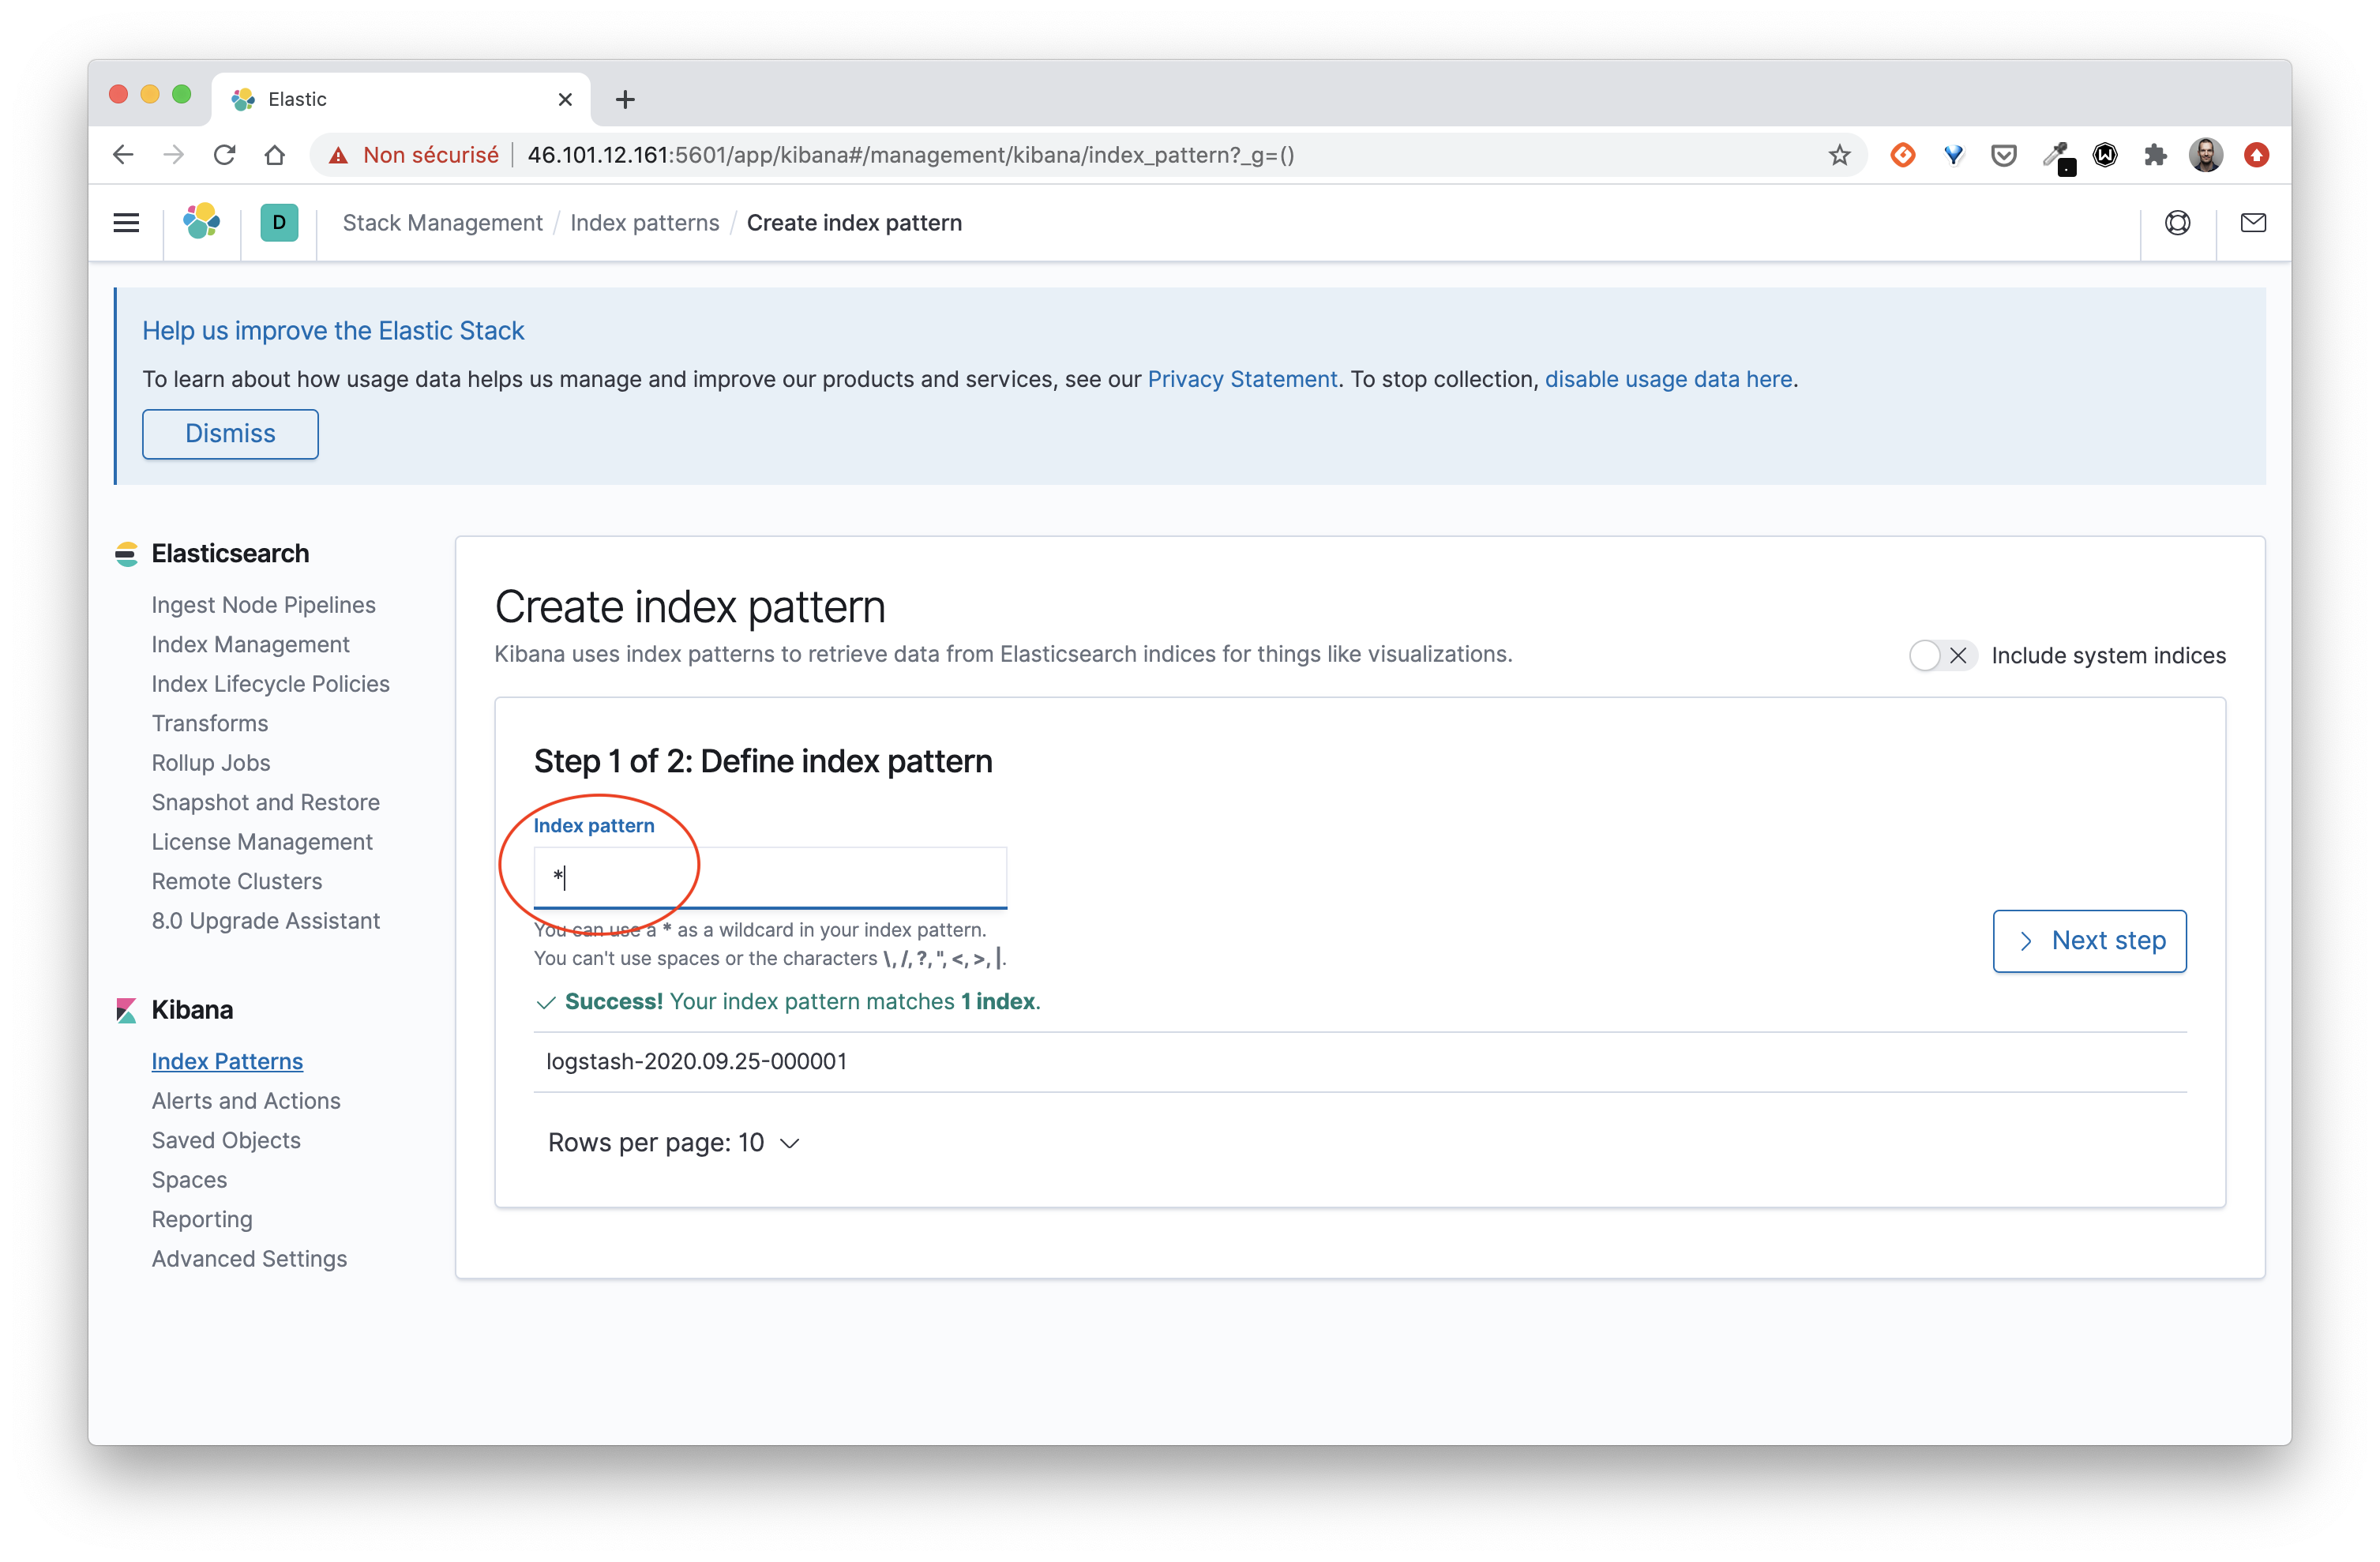 Elastic
Non sécurisé | 46.101.12.161:5601/app/kibana#/management/kibana/index_pattern?_g=()
D Stack Management / Index patterns / Create index pattern
Help us improve the Elastic Stack
To learn about how usage data helps us manage and improve our products and services, see our Privacy Statement. To stop collection, disable usage data here.
Dismiss
Elasticsearch
Ingest Node Pipelines
Index Management
Index Lifecycle Policies
Transforms
Rollup Jobs
Snapshot and Restore
License Management
Remote Clusters
8.0 Upgrade Assistant
Kibana
Index Patterns
Alerts and Actions
Saved Objects
Spaces
Reporting
Advanced Settings
Create index pattern
Kibana uses index patterns to retrieve data from Elasticsearch indices for things like visualizations.
Include system indices
Step 1 of 2: Define index pattern
Index pattern
*
You can use a * as a wildcard in your index pattern.
You can't use spaces or the characters \, /, ?, ", <, >, |.
Next step
Success! Your index pattern matches 1 index.
logstash-2020.09.25-000001
Rows per page: 10